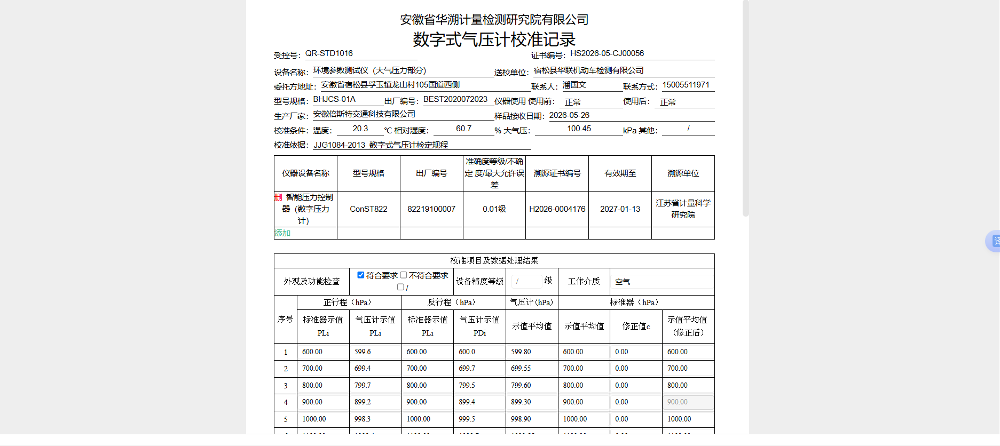 安徽省华溯计量检测研究院有限公司
数字式气压计校准记录
受控号： QR-STD1016 证书编号： HS2026-05-CJ00056
设备名称： 环境参数测试仪（大气压力部分） 送校单位： 宿松县华联机动车检测有限公司
委托方地址： 安徽省宿松县孚玉镇龙山村105国道西侧 联系人： 潘国文 联系方式： 15005511971
型号规格： BHJCS-01A 出厂编号： BEST2020072023 仪器使用 使用前： 正常 使用后： 正常
生产厂家： 安徽倍斯特交通科技有限公司 样品接收日期： 2026-05-26
校准条件： 温度： 20.3 ℃ 相对湿度： 60.7 % 大气压： 100.45 kPa 其他： /
校准依据： JJG1084-2013 数字式气压计检定规程
仪器设备名称 型号规格 出厂编号 准确度等级/不确定 度/最大允许误差 溯源证书编号 有效期至 溯源单位
删 智能压力控制器（数字压力计） ConST822 82219100007 0.01级 H2026-0004176 2027-01-13 江苏省计量科学研究院
添加
校准项目及数据处理结果
外观及功能检查 符合要求 不符合要求 / 设备精度等级 / 级 工作介质 空气
序号 正行程（hPa） 反行程（hPa） 气压计(hPa) 标准器（hPa）
标准器示值PLi 气压计示值PLi 标准器示值PLi 气压计示值PDi 示值平均值 示值平均值 修正值c 示值平均值（修正后）
1 600.00 599.6 600.00 600.0 599.80 600.00 0.00 600.00
2 700.00 699.4 700.00 699.7 699.55 700.00 0.00 700.00
3 800.00 799.7 800.00 799.5 799.60 800.00 0.00 800.00
4 900.00 899.2 900.00 899.4 899.30 900.00 0.00 900.00
5 1000.00 998.3 1000.00 999.5 998.90 1000.00 0.00 1000.00